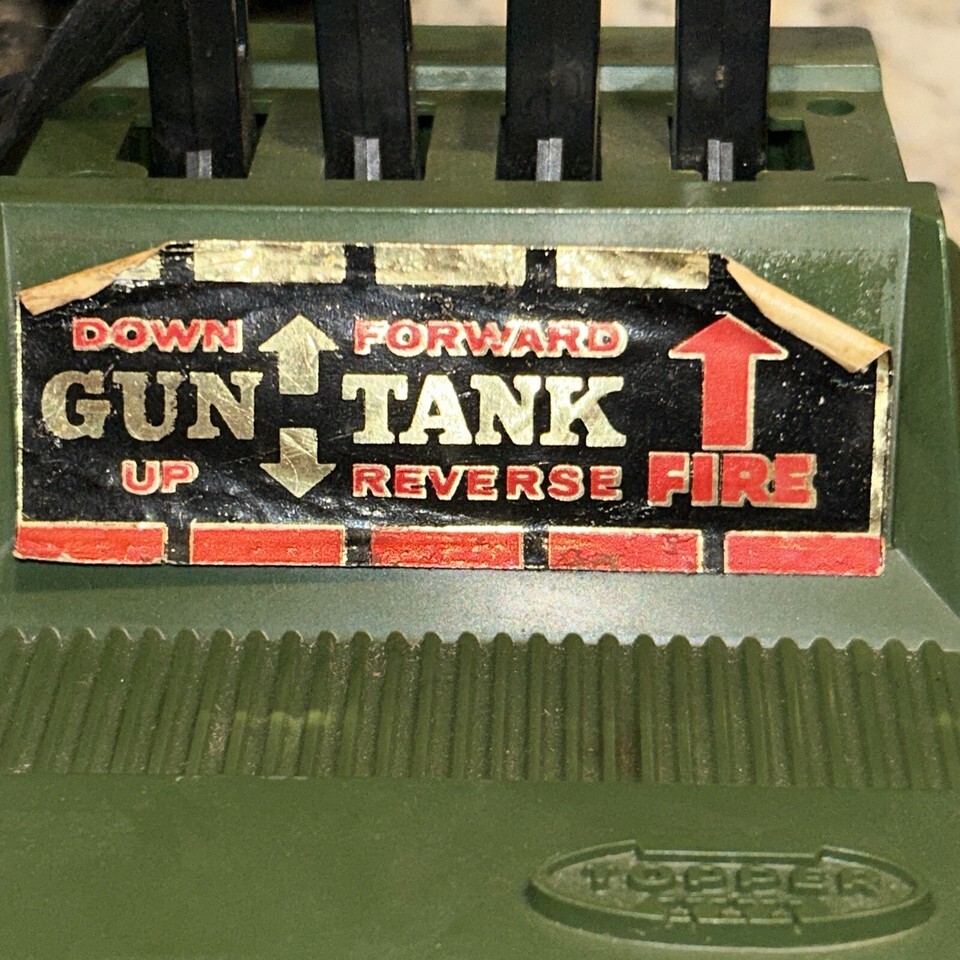 DOWN FORWARD
GUN TANK
UP REVERSE FIRE
TOPPER